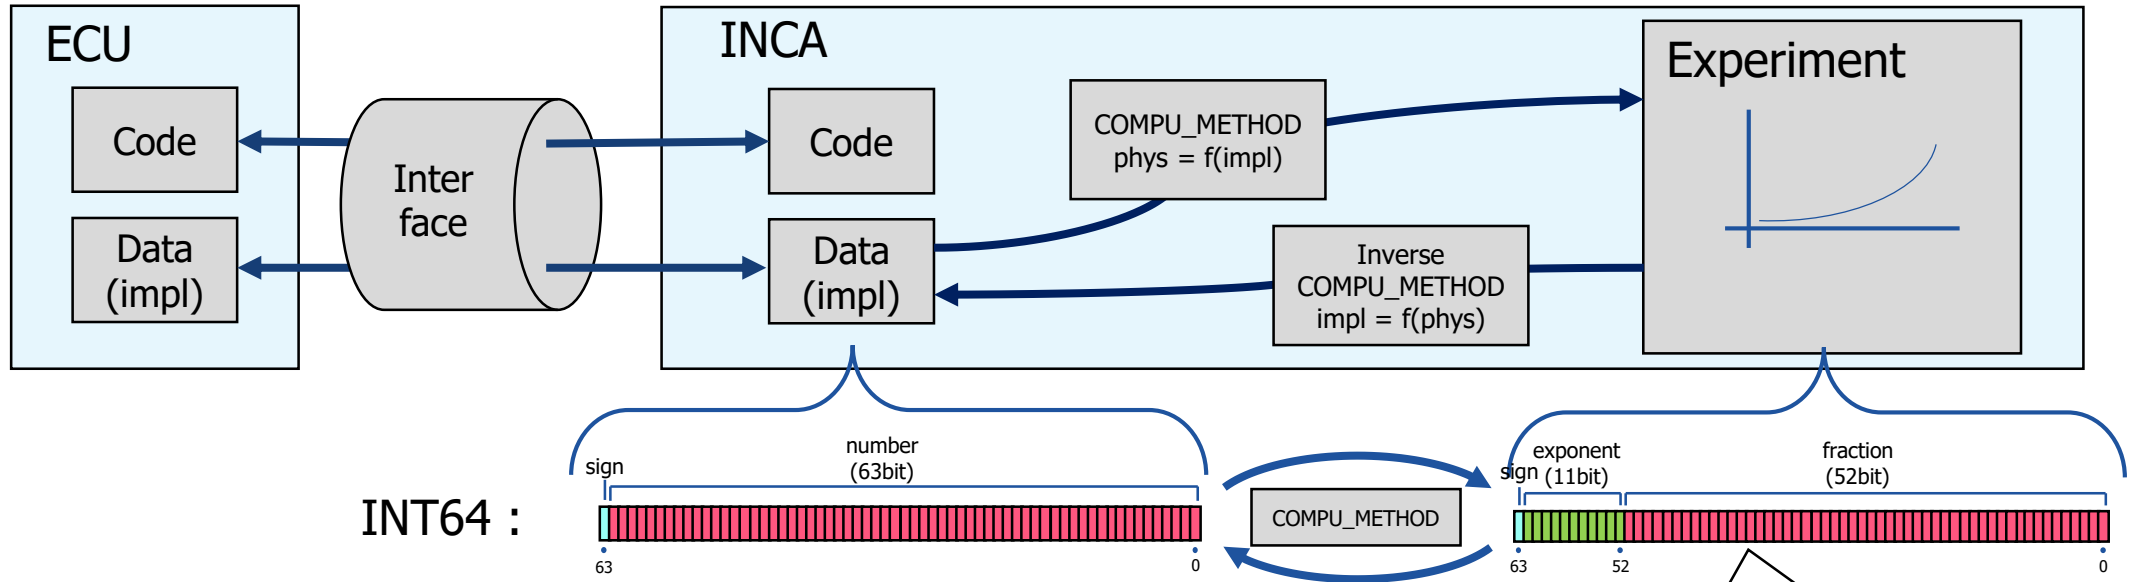 ECU
INCA
Experiment
Code
Inter
face
Code
COMPU_METHOD
phys = f(impl)
Data
(impl)
Data
(impl)
Inverse
COMPU_METHOD
impl = f(phys)
sign
number
(63bit)
sign
exponent
(11bit)
fraction
(52bit)
INT64 :
COMPU_METHOD
63
0
63
52
0